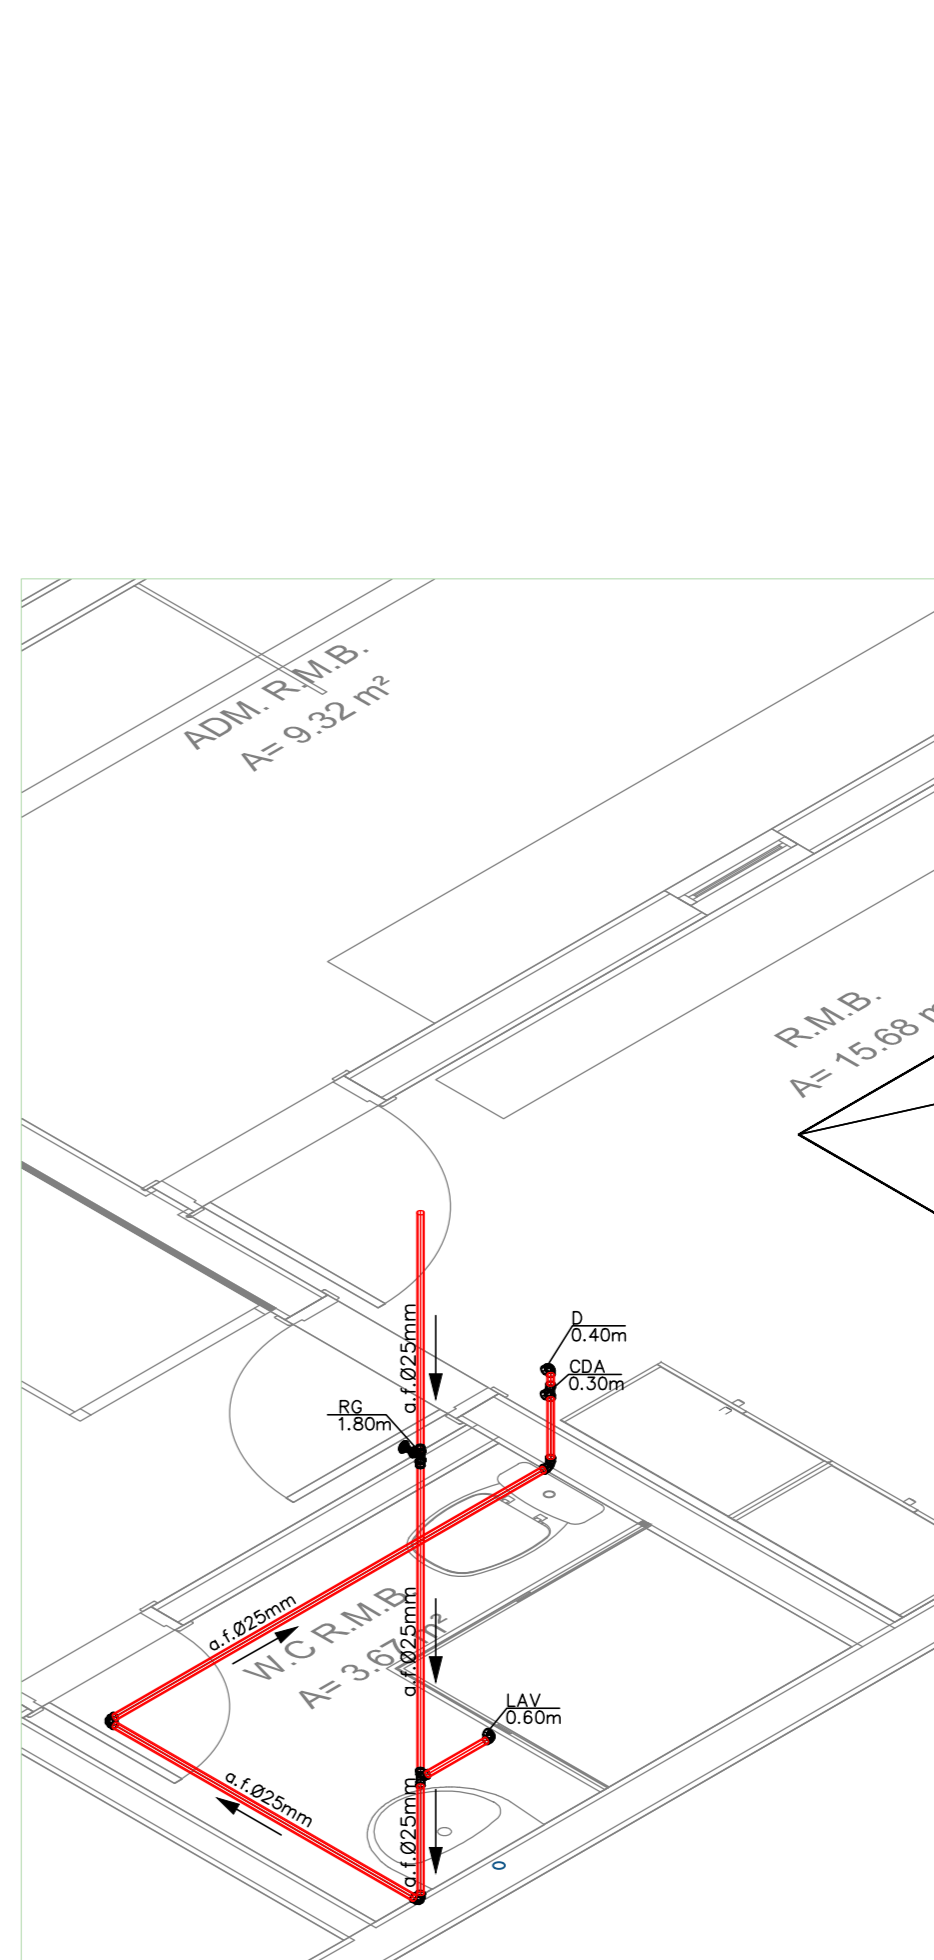 ADM. R.M.B.
A= 9.32 m²
R.M.B.
A= 15.68 m
a.f.Ø25mm
D
0.40m
CDA
0.30m
RG
1.80m
a.f.Ø25mm
a.f.Ø25mm
W.C R.M.B.
A= 3.67 m²
LAV
0.60m
a.f.Ø25mm
a.f.Ø25mm